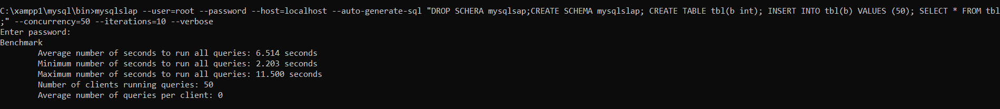 C:\xampp1\mysql\bin>mysqlslap --user=root --password --host=localhost --auto-generate-sql "DROP SCHERA mysqlsap;CREATE SCHEMA mysqlslap; CREATE TABLE tbl(b int); INSERT INTO tbl(b) VALUES (50); SELECT * FROM tbl
;" --concurrency=50 --iterations=10 --verbose
Enter password:
Benchmark
Average number of seconds to run all queries: 6.514 seconds
Minimum number of seconds to run all queries: 2.203 seconds
Maximum number of seconds to run all queries: 11.500 seconds
Number of clients running queries: 50
Average number of queries per client: 0